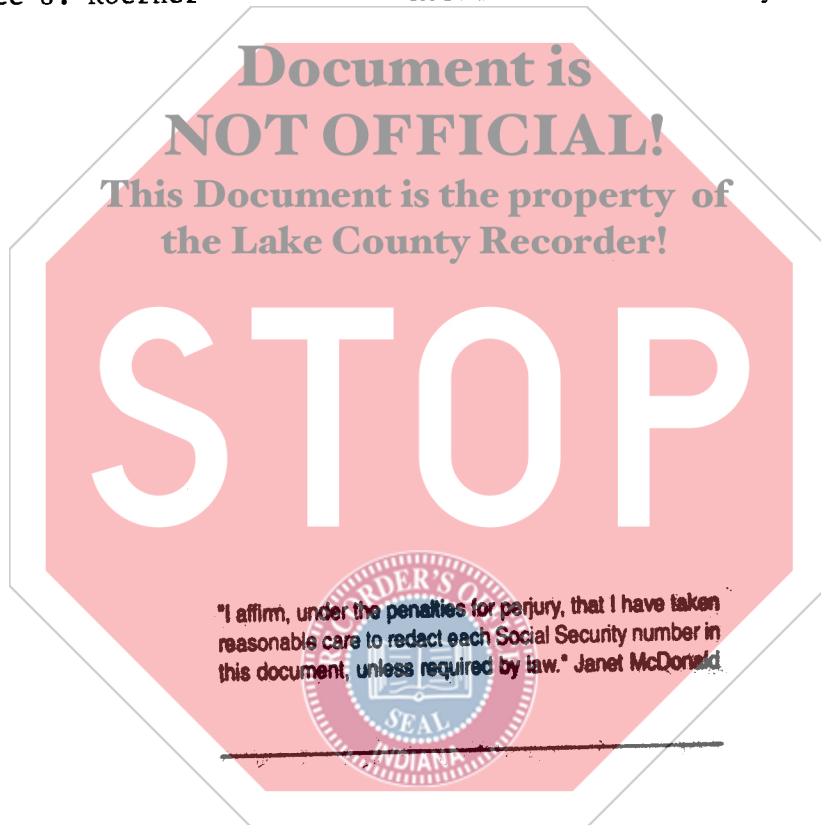 Document is
NOT OFFICIAL!
This Document is the property of
the Lake County Recorder!
STOP
"I affirm, under the penalties for perjury, that I have taken
reasonable care to redact each Social Security number in
this document, unless required by law." Janet McDonald
RECORDER'S OFFICE
SEAL
INDIANA